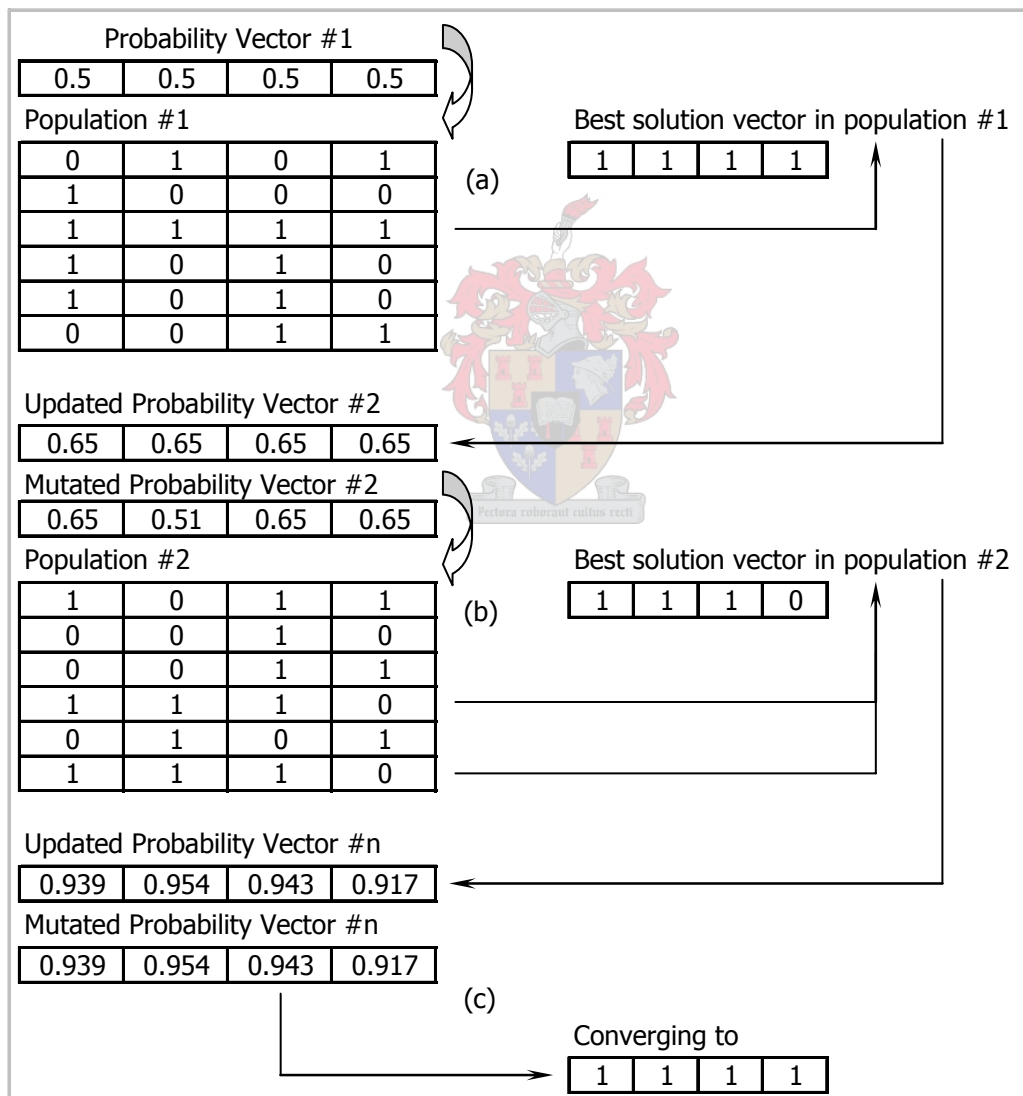 Probability Vector #1
0.5 0.5 0.5 0.5
Population #1
Best solution vector in population #1
0 1 0 1
1 1 1 1
(a)
1 0 0 0
1 1 1 1
1 0 1 0
1 0 1 0
0 0 1 1
Updated Probability Vector #2
0.65 0.65 0.65 0.65
Mutated Probability Vector #2
0.65 0.51 0.65 0.65
Pectora roborant cultus recti
Population #2
Best solution vector in population #2
1 0 1 1
(b)
1 1 1 0
0 0 1 0
0 0 1 1
1 1 1 0
0 1 0 1
1 1 1 0
Updated Probability Vector #n
0.939 0.954 0.943 0.917
Mutated Probability Vector #n
0.939 0.954 0.943 0.917
(c)
Converging to
1 1 1 1